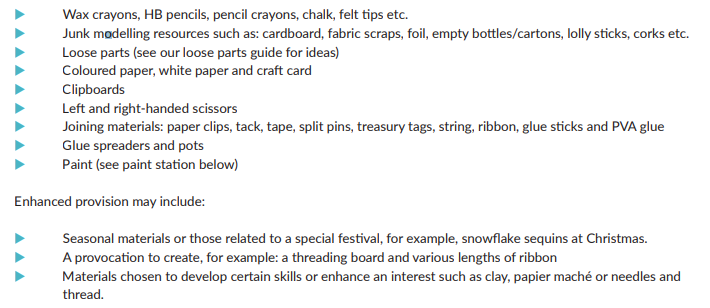 Wax crayons, HB pencils, pencil crayons, chalk, felt tips etc.
Junk modelling resources such as: cardboard, fabric scraps, foil, empty bottles/cartons, lolly sticks, corks etc.
Loose parts (see our loose parts guide for ideas)
Coloured paper, white paper and craft card
Clipboards
Left and right-handed scissors
Joining materials: paper clips, tack, tape, split pins, treasury tags, string, ribbon, glue sticks and PVA glue
Glue spreaders and pots
Paint (see paint station below)
Enhanced provision may include:
Seasonal materials or those related to a special festival, for example, snowflake sequins at Christmas.
A provocation to create, for example: a threading board and various lengths of ribbon
Materials chosen to develop certain skills or enhance an interest such as clay, papier maché or needles and
thread.